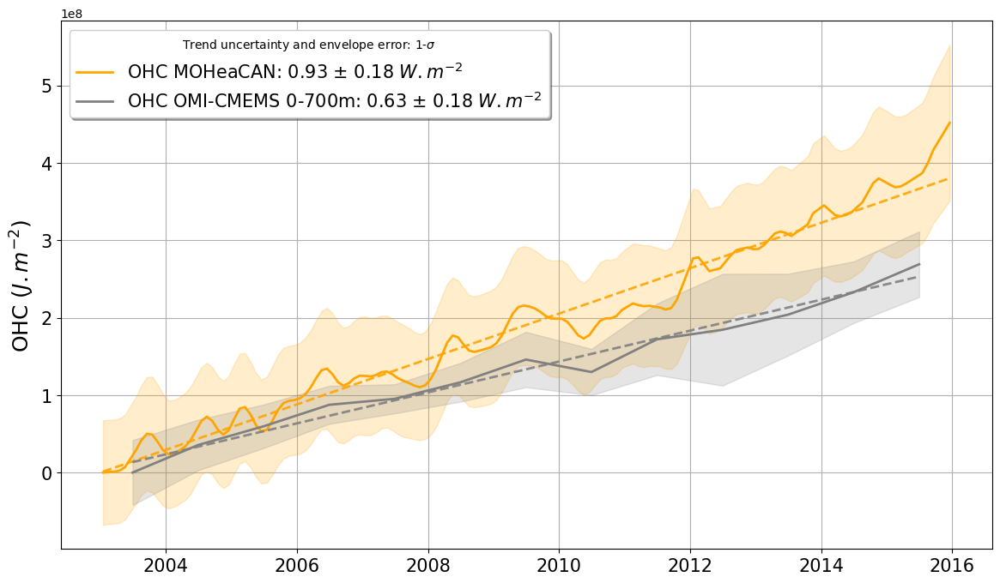 1e8
Trend uncertainty and envelope error: 1-σ
OHC MOHeaCAN: 0.93 ± 0.18 W.m⁻²
OHC OMI-CMEMS 0-700m: 0.63 ± 0.18 W.m⁻²
OHC (J.m⁻²)
5
4
3
2
1
0
2004 2006 2008 2010 2012 2014 2016